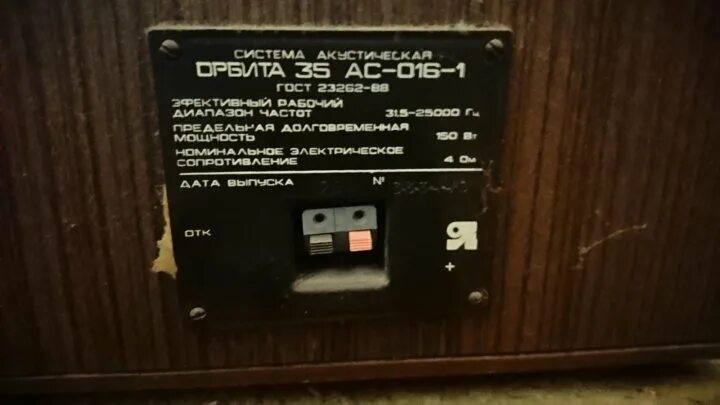 СИСТЕМА АКУСТИЧЕСКАЯ
ОРБИТА 35 АС-016-1
ГОСТ 23262-88
ЭФЕКТИВНЫЙ РАБОЧИЙ
ДИАПАЗОН ЧАСТОТ 31.5-25000 Гц
ПРЕДЕЛЬНАЯ ДОЛГОВРЕМЕННАЯ
МОЩНОСТЬ 150 Вт
НОМИНАЛЬНОЕ ЭЛЕКТРИЧЕСКОЕ
СОПРОТИВЛЕНИЕ 4 Ом
ДАТА ВЫПУСКА №
ОТК
+